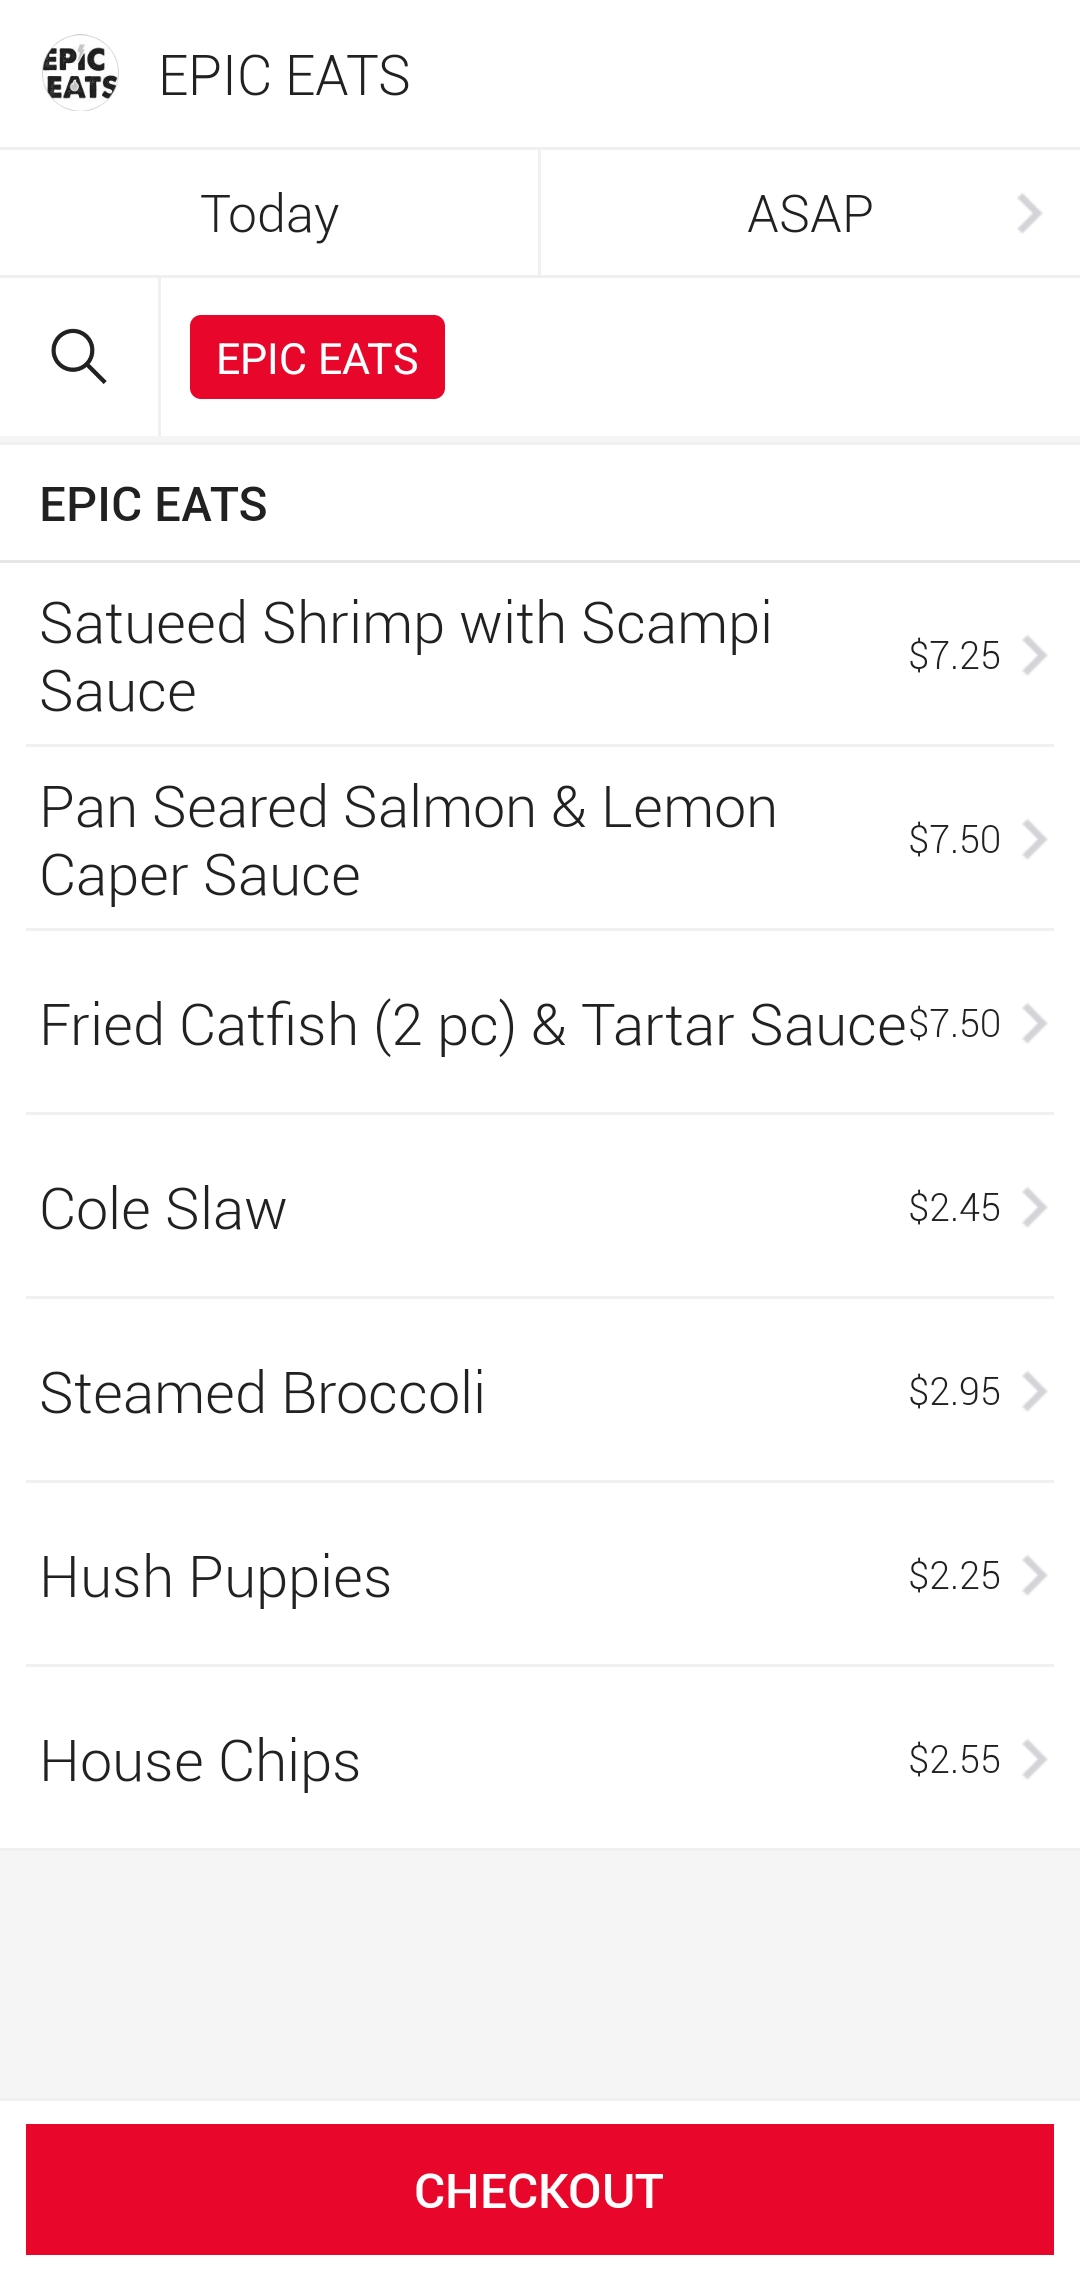 EPIC
EATS
EPIC EATS
Today
ASAP
EPIC EATS
EPIC EATS
Satueed Shrimp with Scampi
Sauce
$7.25
Pan Seared Salmon & Lemon
Caper Sauce
$7.50
Fried Catfish (2 pc) & Tartar Sauce
$7.50
Cole Slaw
$2.45
Steamed Broccoli
$2.95
Hush Puppies
$2.25
House Chips
$2.55
CHECKOUT